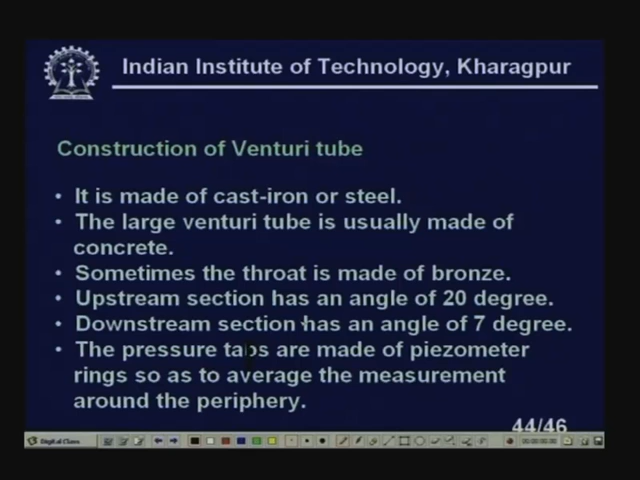 Indian Institute of Technology, Kharagpur
Construction of Venturi tube
• It is made of cast-iron or steel.
• The large venturi tube is usually made of
concrete.
• Sometimes the throat is made of bronze.
• Upstream section has an angle of 20 degree.
• Downstream section has an angle of 7 degree.
• The pressure taps are made of piezometer
rings so as to average the measurement
around the periphery.
44/46
Digital Class